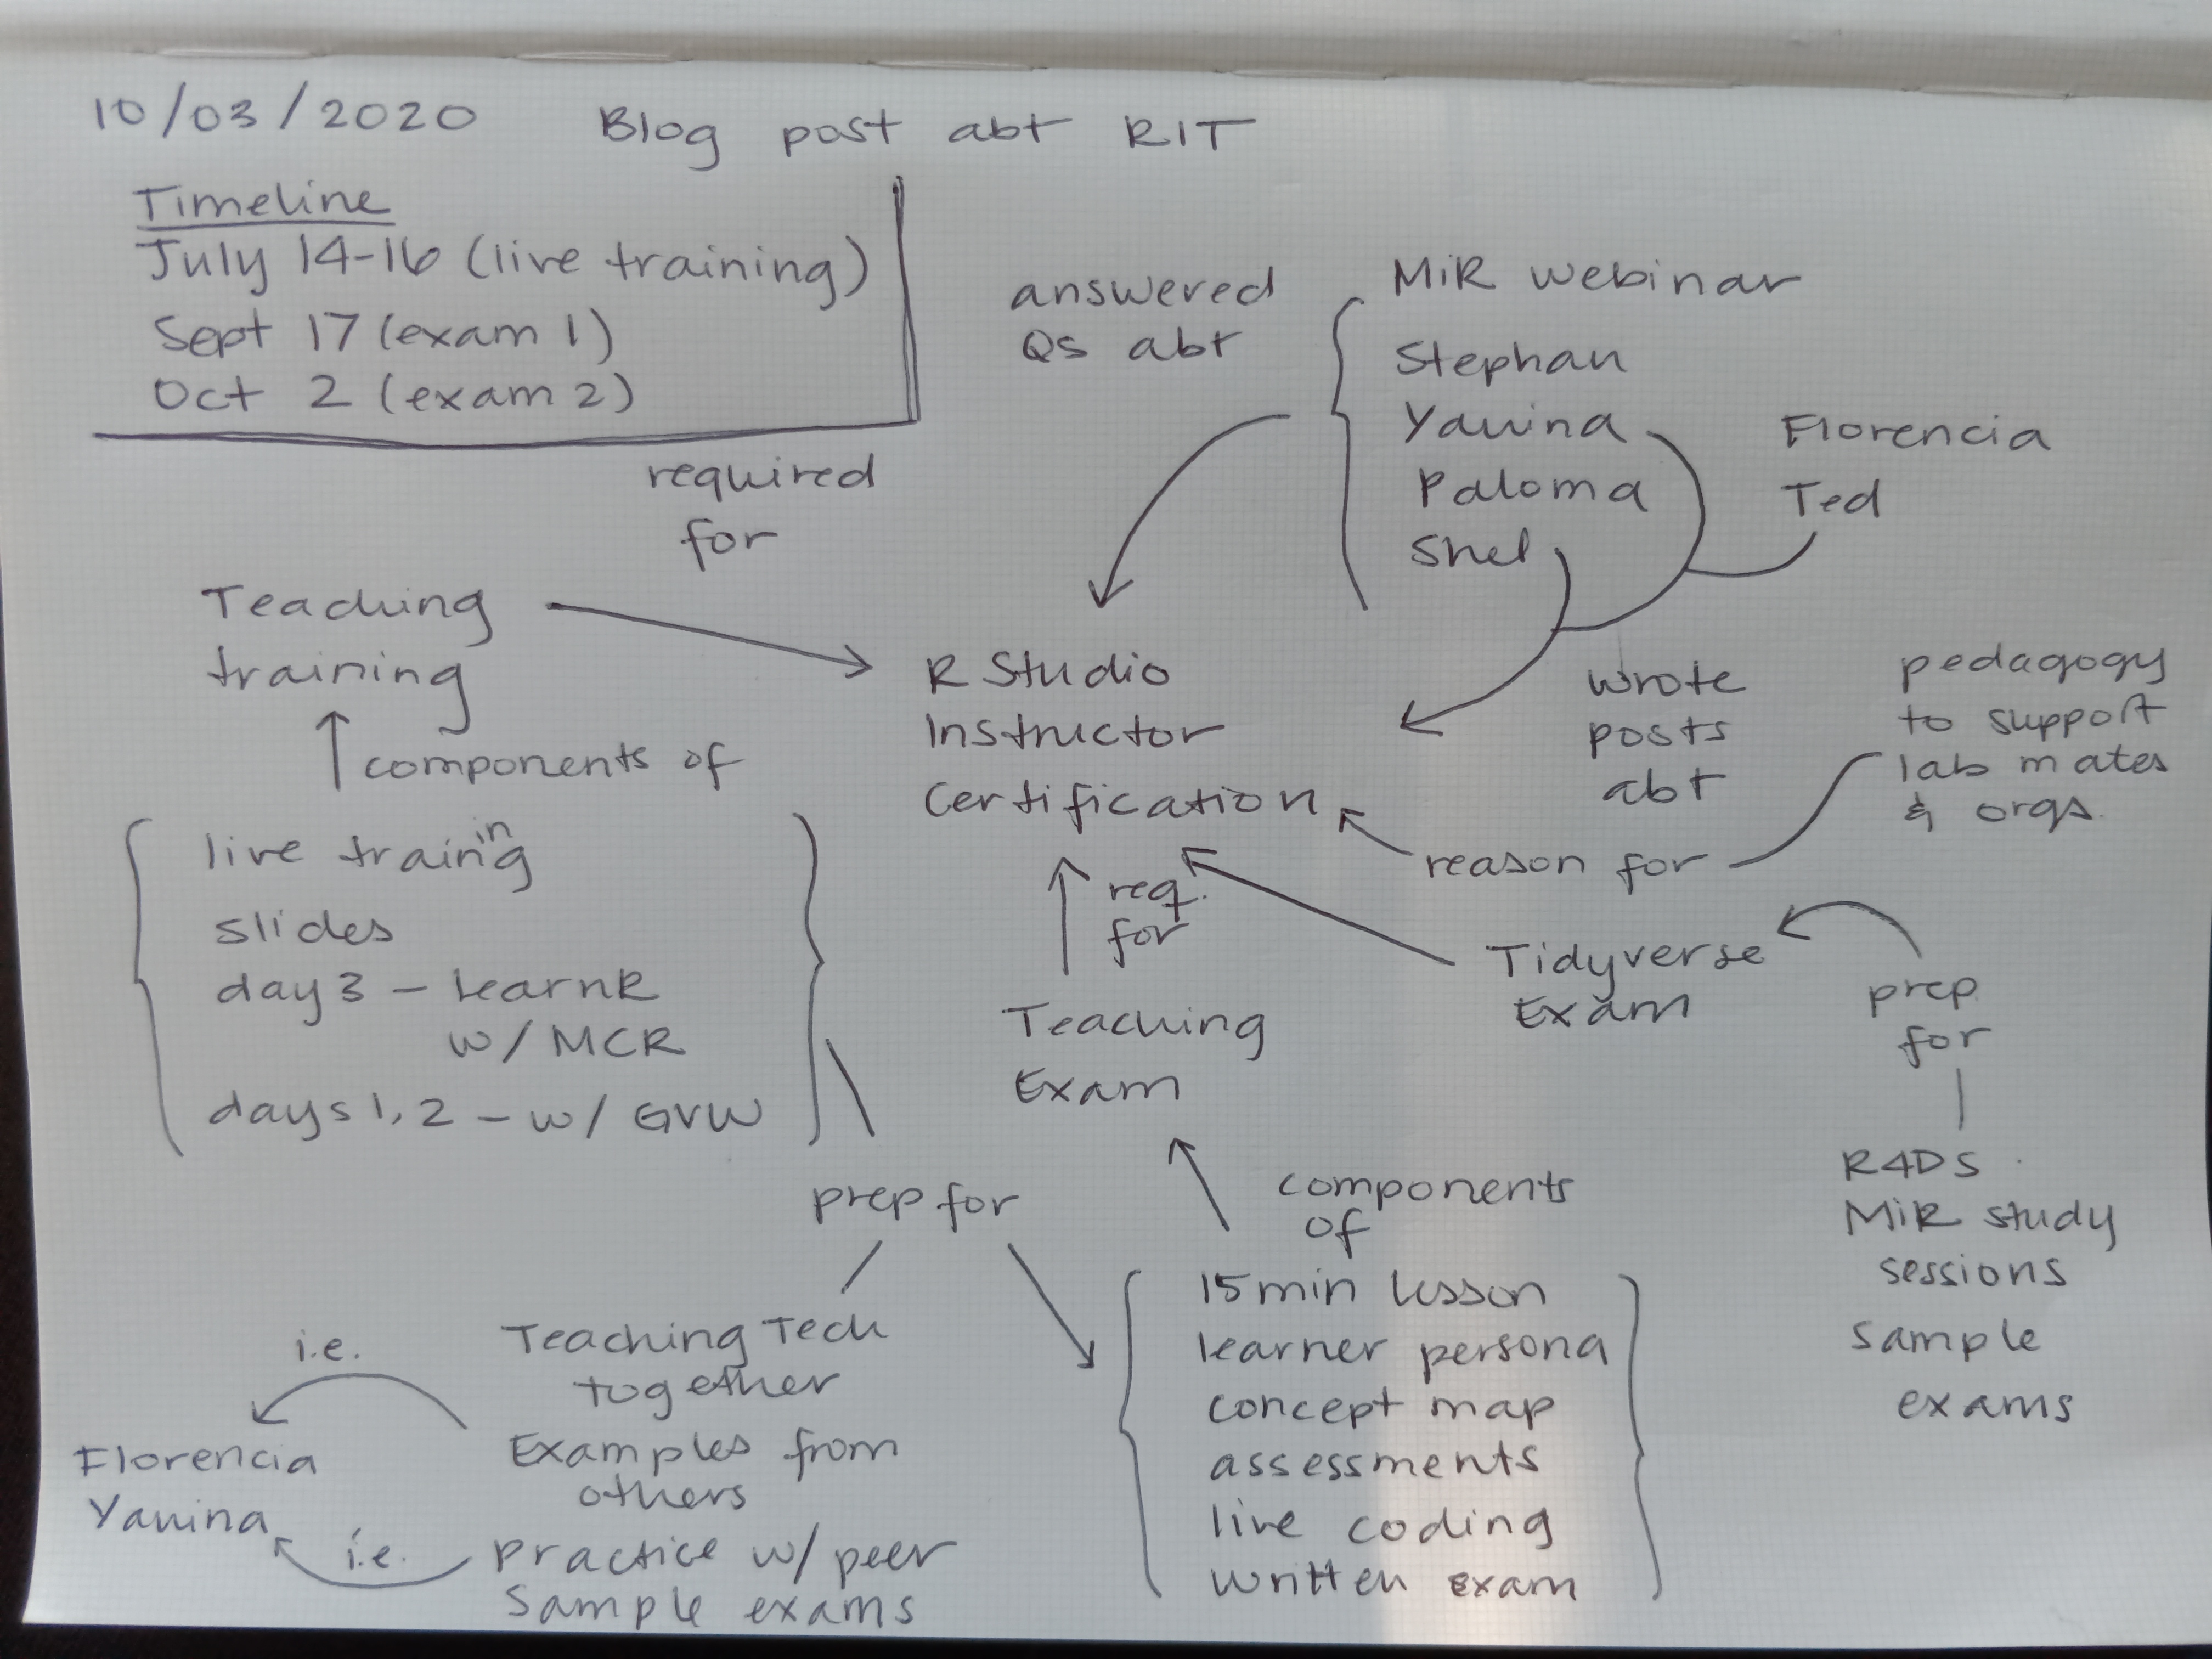 10/03/2020 Blog post abt RIT
Timeline
July 14-16 (live training)
Sept 17 (exam 1)
Oct 2 (exam 2)
answered
Qs abt
MiR webinar
Stephan
Yanina
Paloma
Shel
Florencia
Ted
required
for
Teaching
training
RStudio
Instructor
Certification
wrote
posts
abt
pedagogy
to support
lab mates
& orgs.
reason for
components of
live training
slides
day 3 - LearnR
w/ MCR
days 1, 2 - w/ GVW
req.
for
Teaching
Exam
Tidyverse
Exam
prep
for
R4DS
MiR study
sessions
sample
exams
prep for
components
of
15 min lesson
learner persona
concept map
assessments
live coding
written exam
Teaching Tech
together
Examples from
others
Practice w/ peer
Sample exams
i.e.
Florencia
Yanina
i.e.